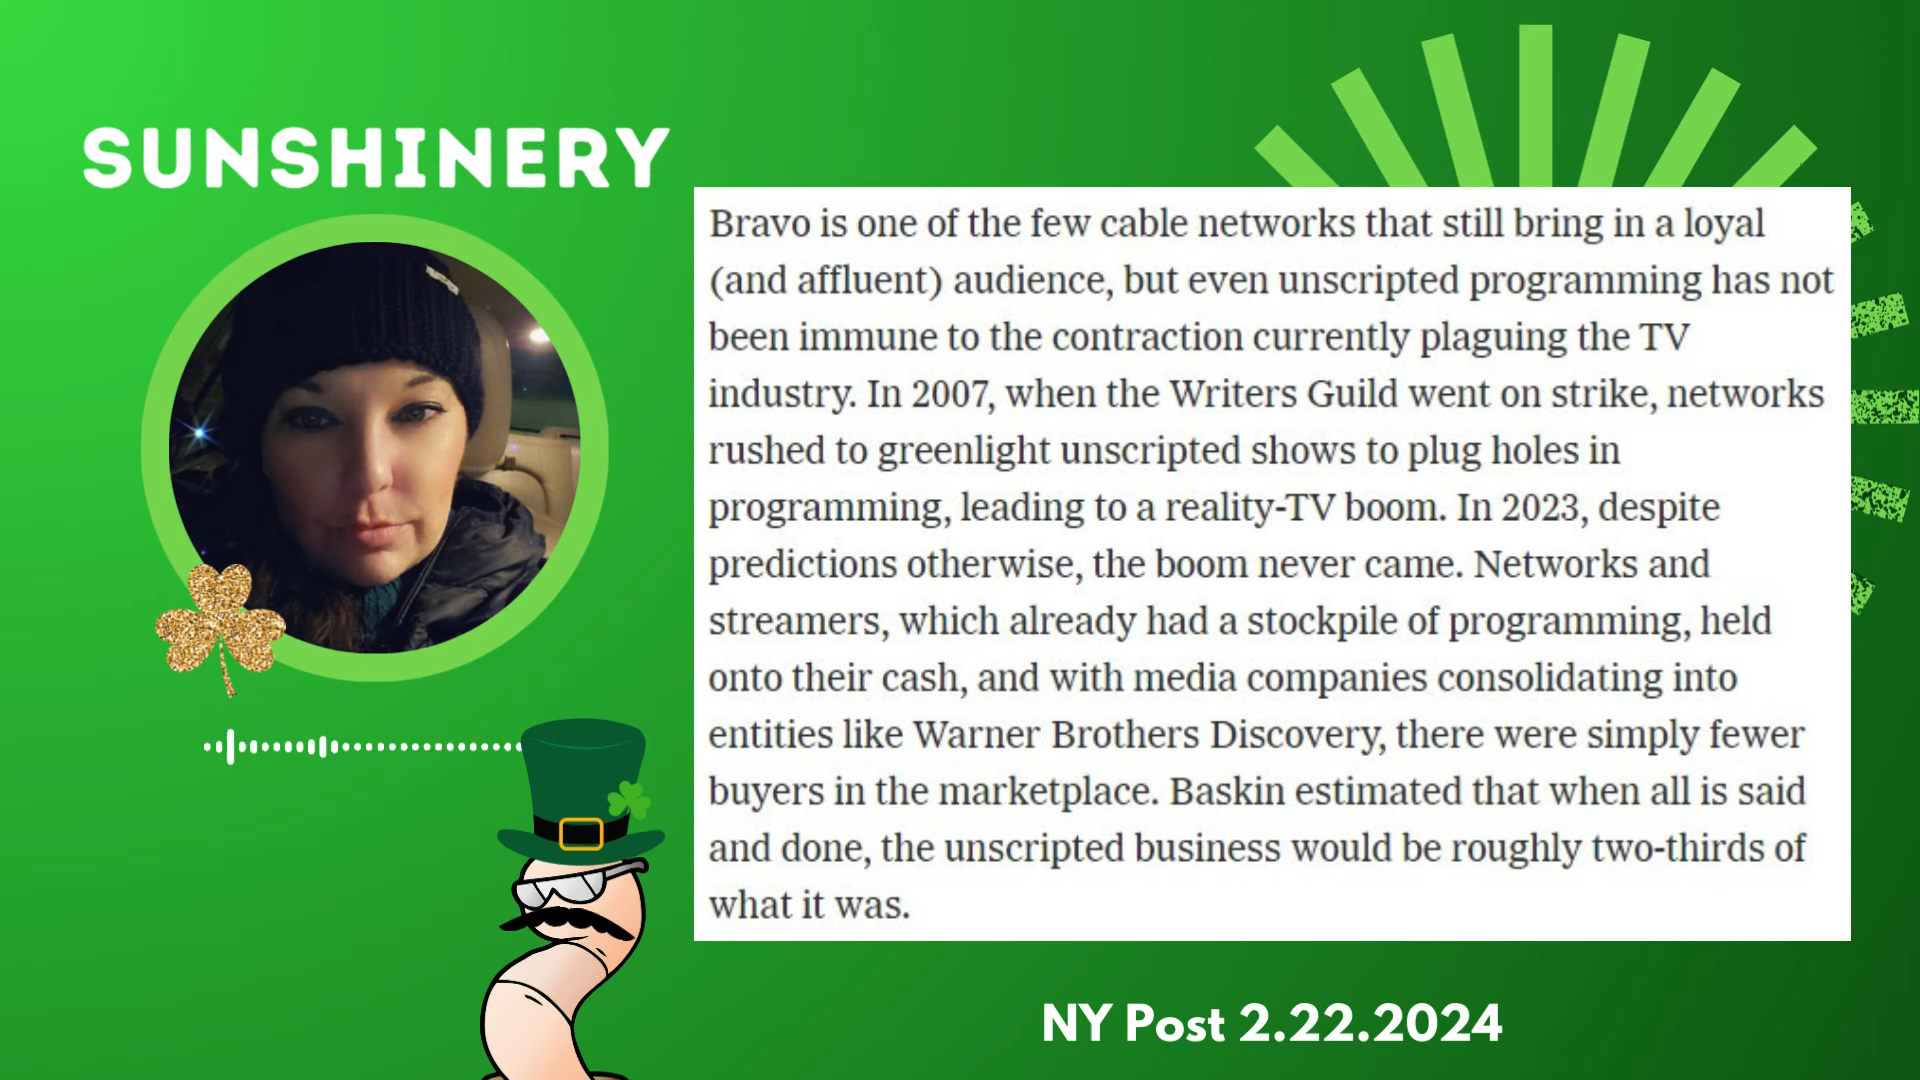 SUNSHINERY
Bravo is one of the few cable networks that still bring in a loyal
(and affluent) audience, but even unscripted programming has not
been immune to the contraction currently plaguing the TV
industry. In 2007, when the Writers Guild went on strike, networks
rushed to greenlight unscripted shows to plug holes in
programming, leading to a reality-TV boom. In 2023, despite
predictions otherwise, the boom never came. Networks and
streamers, which already had a stockpile of programming, held
onto their cash, and with media companies consolidating into
entities like Warner Brothers Discovery, there were simply fewer
buyers in the marketplace. Baskin estimated that when all is said
and done, the unscripted business would be roughly two-thirds of
what it was.
NY Post 2.22.2024